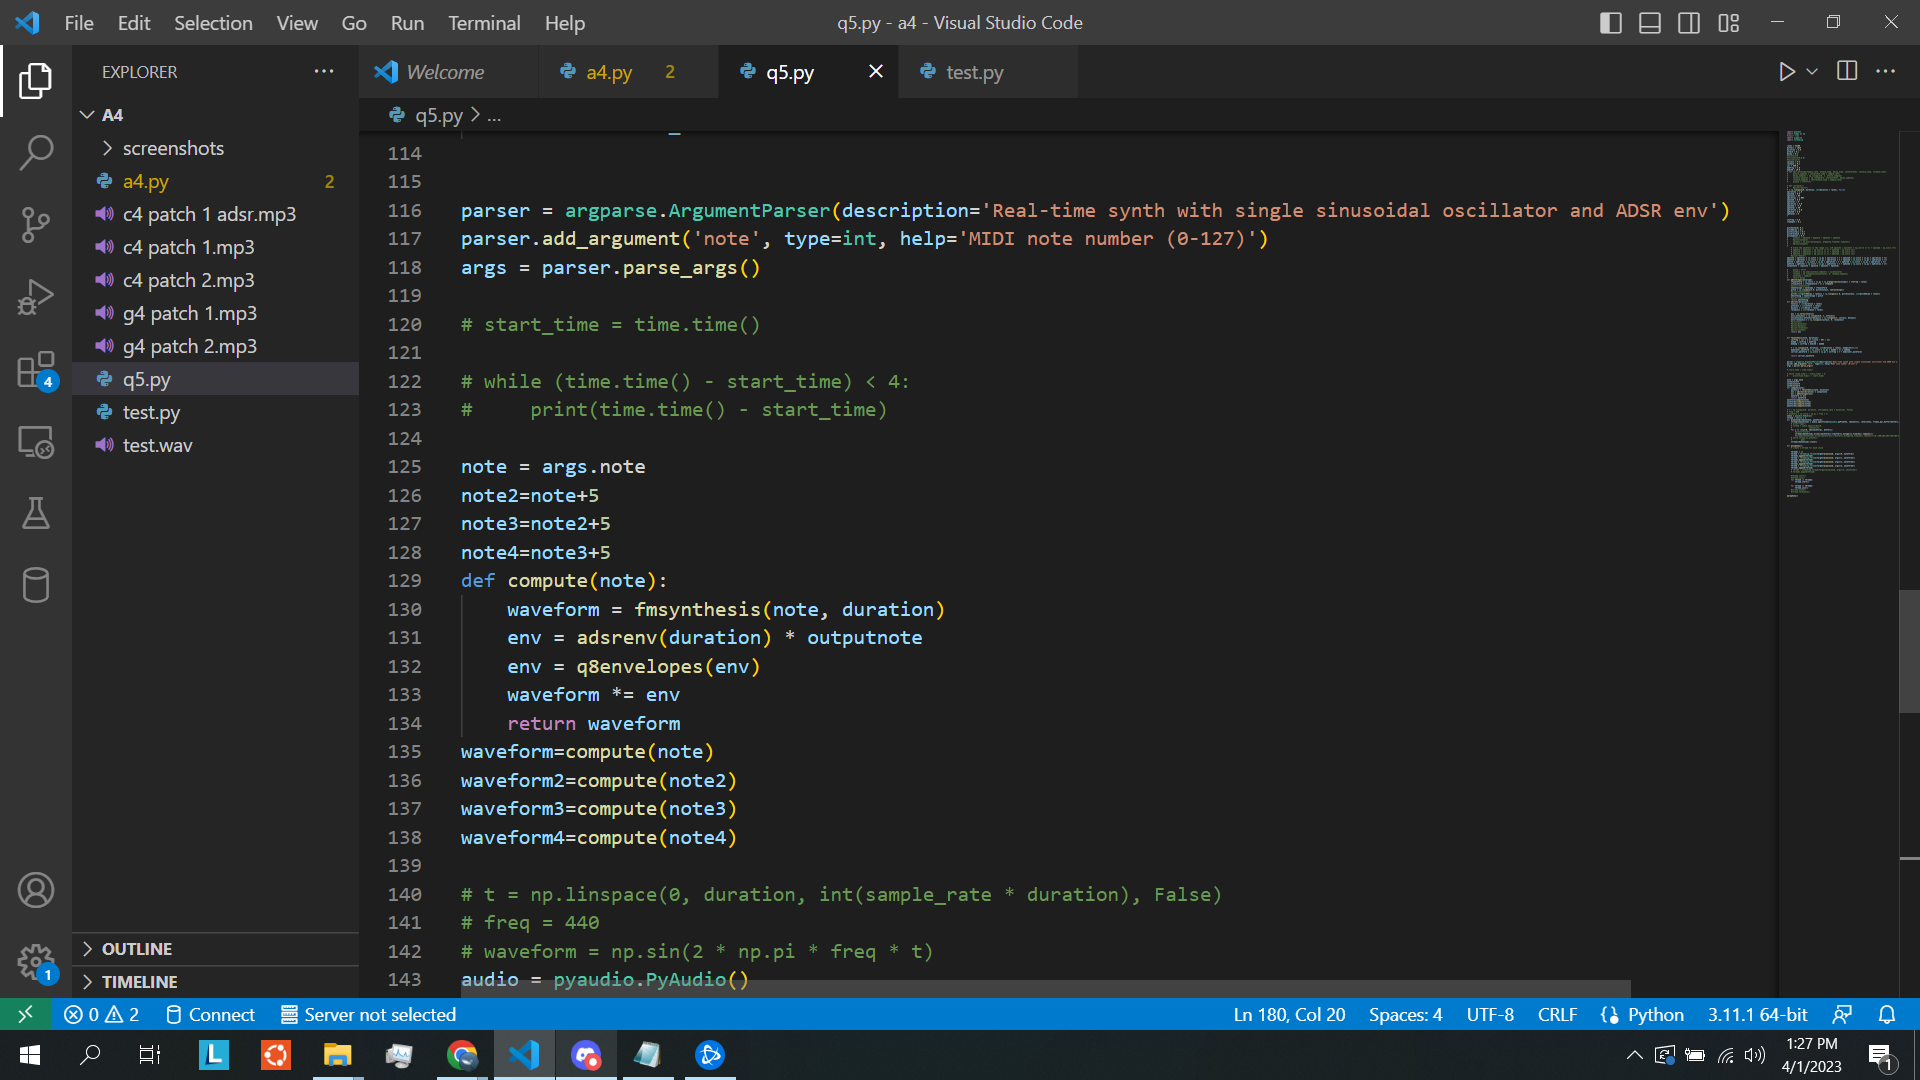 File Edit Selection View Go Run Terminal Help
q5.py - a4 - Visual Studio Code
EXPLORER
A4
screenshots
a4.py 2
c4 patch 1 adsr.mp3
c4 patch 1.mp3
c4 patch 2.mp3
g4 patch 1.mp3
g4 patch 2.mp3
q5.py
test.py
test.wav
OUTLINE
TIMELINE
4
1
Welcome a4.py 2 q5.py test.py
q5.py > ...
114
115
116 parser = argparse.ArgumentParser(description='Real-time synth with single sinusoidal oscillator and ADSR env')
117 parser.add_argument('note', type=int, help='MIDI note number (0-127)')
118 args = parser.parse_args()
119
120 # start_time = time.time()
121
122 # while (time.time() - start_time) < 4:
123 #     print(time.time() - start_time)
124
125 note = args.note
126 note2=note+5
127 note3=note2+5
128 note4=note3+5
129 def compute(note):
130     waveform = fmsynthesis(note, duration)
131     env = adsrenv(duration) * outputnote
132     env = q8envelopes(env)
133     waveform *= env
134     return waveform
135 waveform=compute(note)
136 waveform2=compute(note2)
137 waveform3=compute(note3)
138 waveform4=compute(note4)
139
140 # t = np.linspace(0, duration, int(sample_rate * duration), False)
141 # freq = 440
142 # waveform = np.sin(2 * np.pi * freq * t)
143 audio = pyaudio.PyAudio()
0 2 Connect Server not selected
Ln 180, Col 20 Spaces: 4 UTF-8 CRLF Python 3.11.1 64-bit
L
1:27 PM
4/1/2023
1